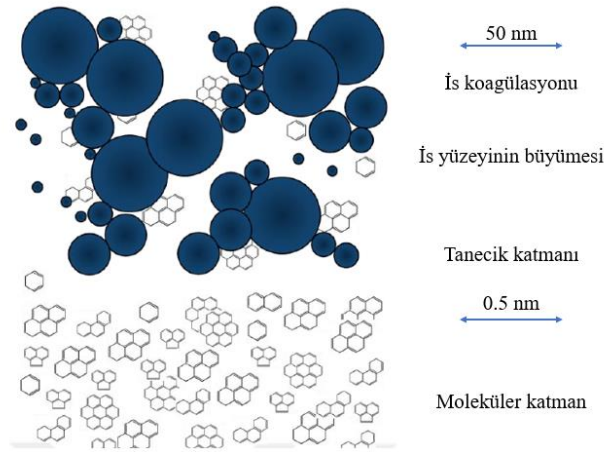 50 nm
İs koagülasyonu
İs yüzeyinin büyümesi
Tanecik katmanı
0.5 nm
Moleküler katman